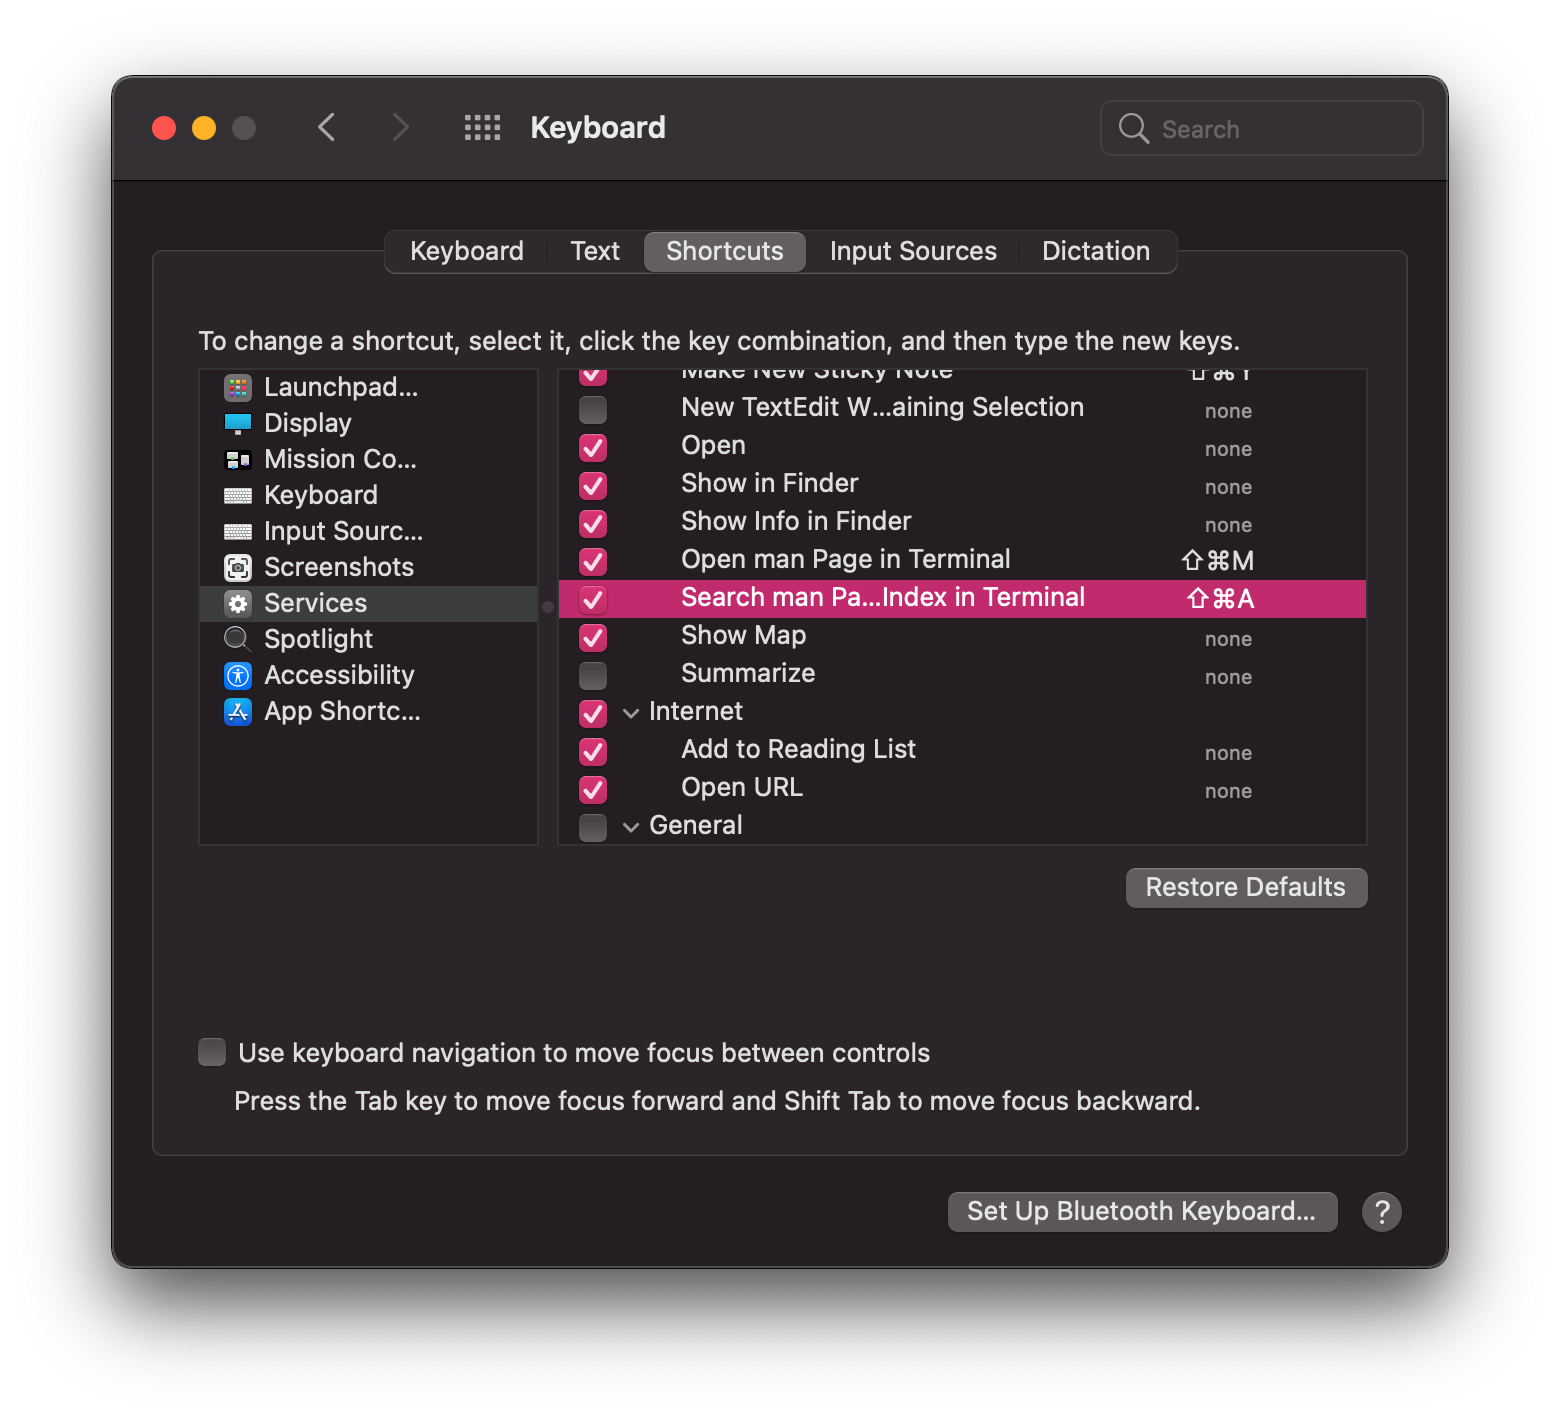 Keyboard
Search
Keyboard Text Shortcuts Input Sources Dictation
To change a shortcut, select it, click the key combination, and then type the new keys.
Launchpad...
Display
Mission Co...
Keyboard
Input Sourc...
Screenshots
Services
Spotlight
Accessibility
App Shortc...
Make New Sticky Note ⇧⌘Y
New TextEdit W...aining Selection none
Open none
Show in Finder none
Show Info in Finder none
Open man Page in Terminal ⇧⌘M
Search man Pa...Index in Terminal ⇧⌘A
Show Map none
Summarize none
Internet
Add to Reading List none
Open URL none
General
Restore Defaults
Use keyboard navigation to move focus between controls
Press the Tab key to move focus forward and Shift Tab to move focus backward.
Set Up Bluetooth Keyboard...
?